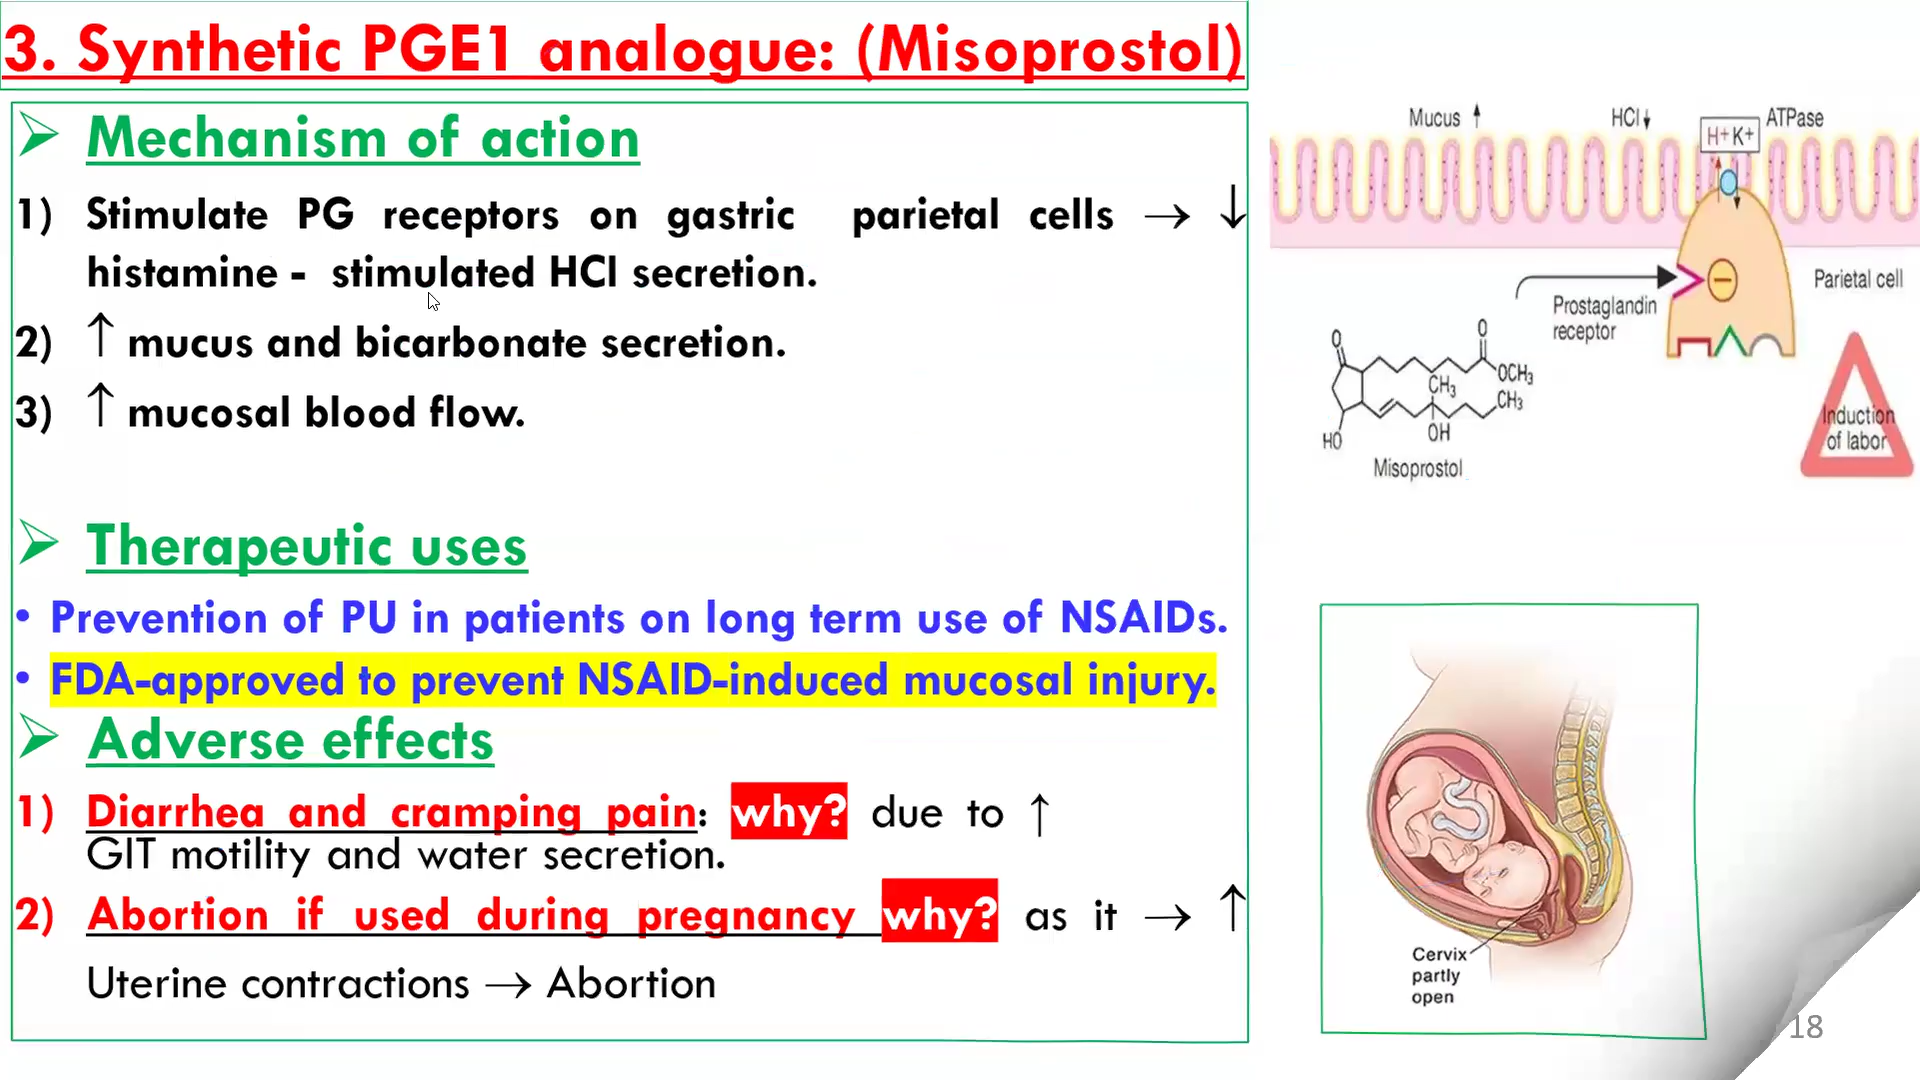 3. Synthetic PGE1 analogue: (Misoprostol)
➢ Mechanism of action
1) Stimulate PG receptors on gastric parietal cells → ↓
histamine - stimulated HCl secretion.
2) ↑ mucus and bicarbonate secretion.
3) ↑ mucosal blood flow.
➢ Therapeutic uses
• Prevention of PU in patients on long term use of NSAIDs.
• FDA-approved to prevent NSAID-induced mucosal injury.
➢ Adverse effects
1) Diarrhea and cramping pain: why? due to ↑
GIT motility and water secretion.
2) Abortion if used during pregnancy why? as it → ↑
Uterine contractions → Abortion
Mucus ↑ HCl ↓ ATPase
H+ K+
Parietal cell
Prostaglandin
receptor
O
O
OCH3
CH3
CH3
HO
OH
Misoprostol
Induction
of labor
Cervix
partly
open
18